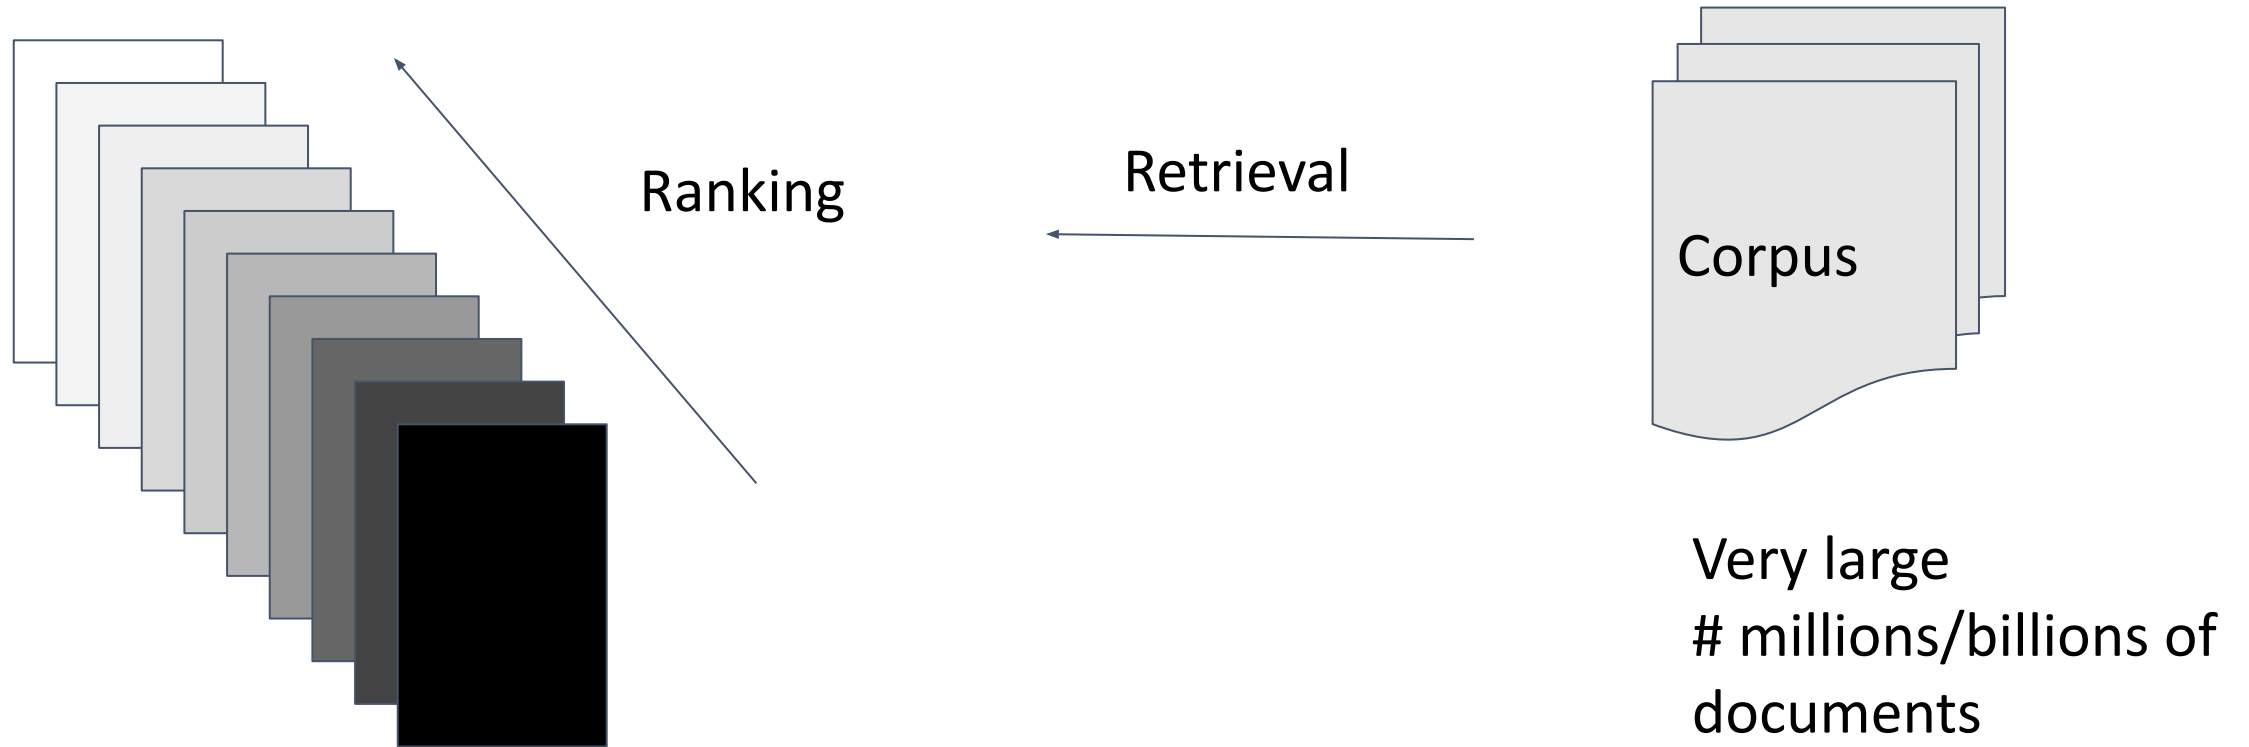 Ranking
Retrieval
Corpus
Very large
# millions/billions of
documents